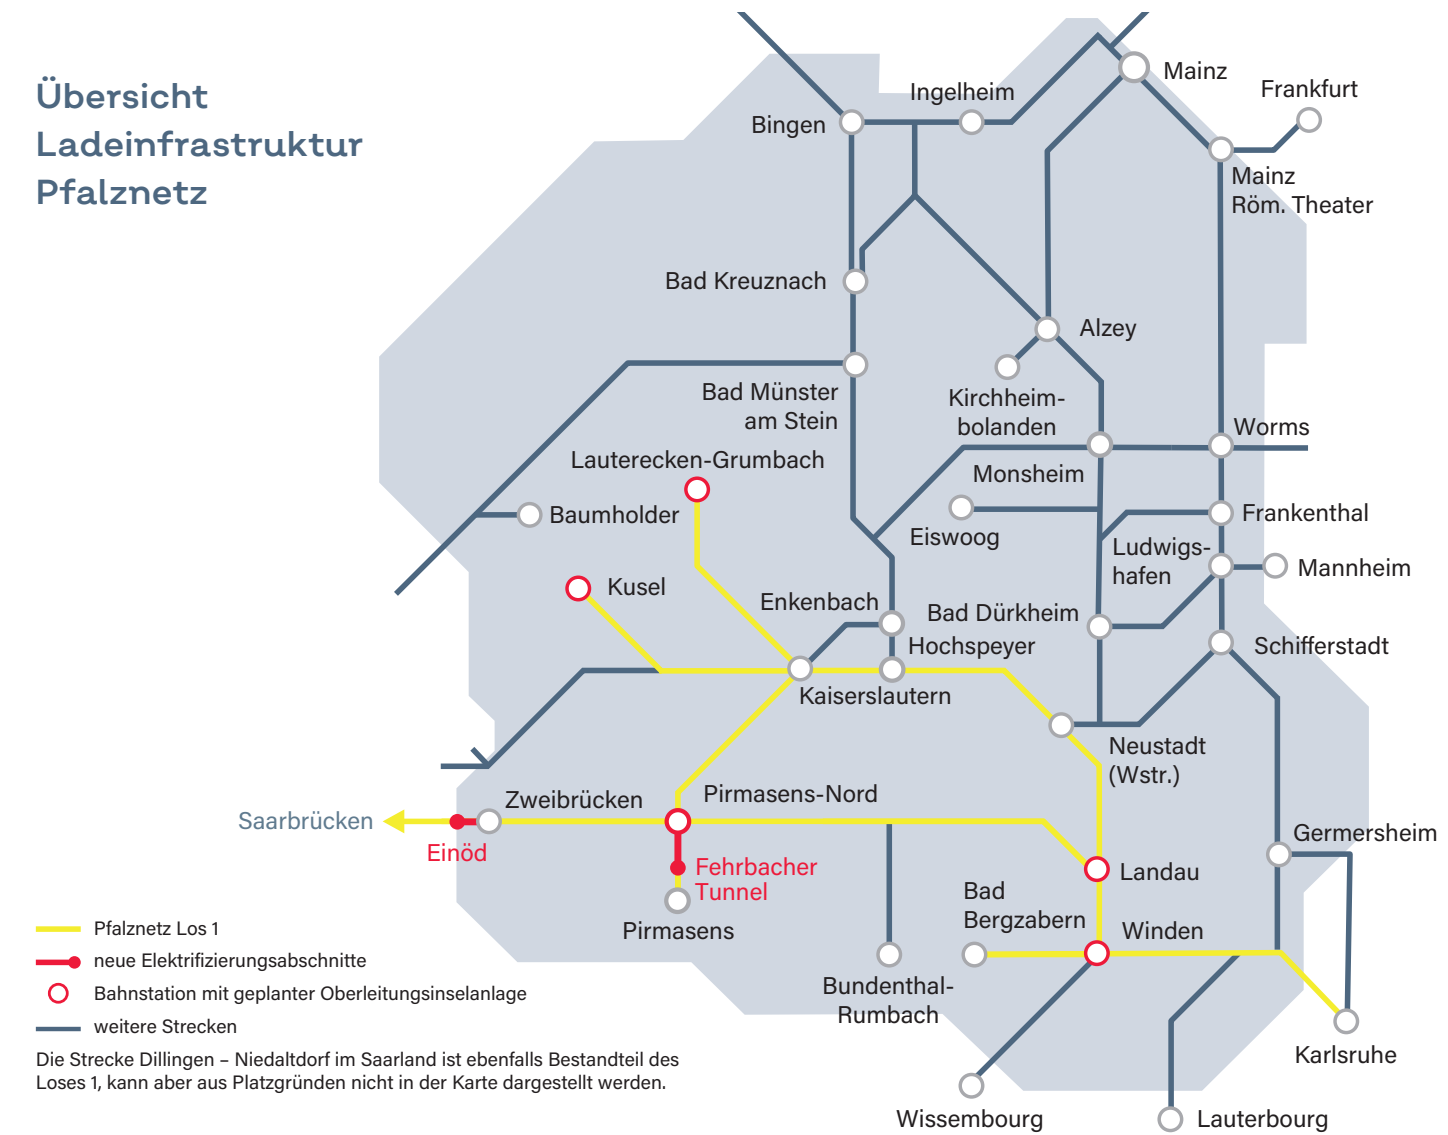 Übersicht
Ladeinfrastruktur
Pfalznetz
Mainz
Frankfurt
Ingelheim
Bingen
Mainz
Röm. Theater
Bad Kreuznach
Alzey
Bad Münster
am Stein
Kirchheim-
bolanden
Worms
Lauterecken-Grumbach
Monsheim
Baumholder
Eiswoog
Frankenthal
Ludwigs-
hafen
Mannheim
Kusel
Enkenbach
Bad Dürkheim
Hochspeyer
Schifferstadt
Kaiserslautern
Neustadt
(Wstr.)
Zweibrücken
Pirmasens-Nord
Saarbrücken
Einöd
Germersheim
Fehrbacher
Tunnel
Landau
Bad
Bergzabern
Pirmasens
Winden
Bundenthal-
Rumbach
Karlsruhe
Wissembourg
Lauterbourg
Pfalznetz Los 1
neue Elektrifizierungsabschnitte
Bahnstation mit geplanter Oberleitungsinselanlage
weitere Strecken
Die Strecke Dillingen – Niedaltdorf im Saarland ist ebenfalls Bestandteil des
Loses 1, kann aber aus Platzgründen nicht in der Karte dargestellt werden.